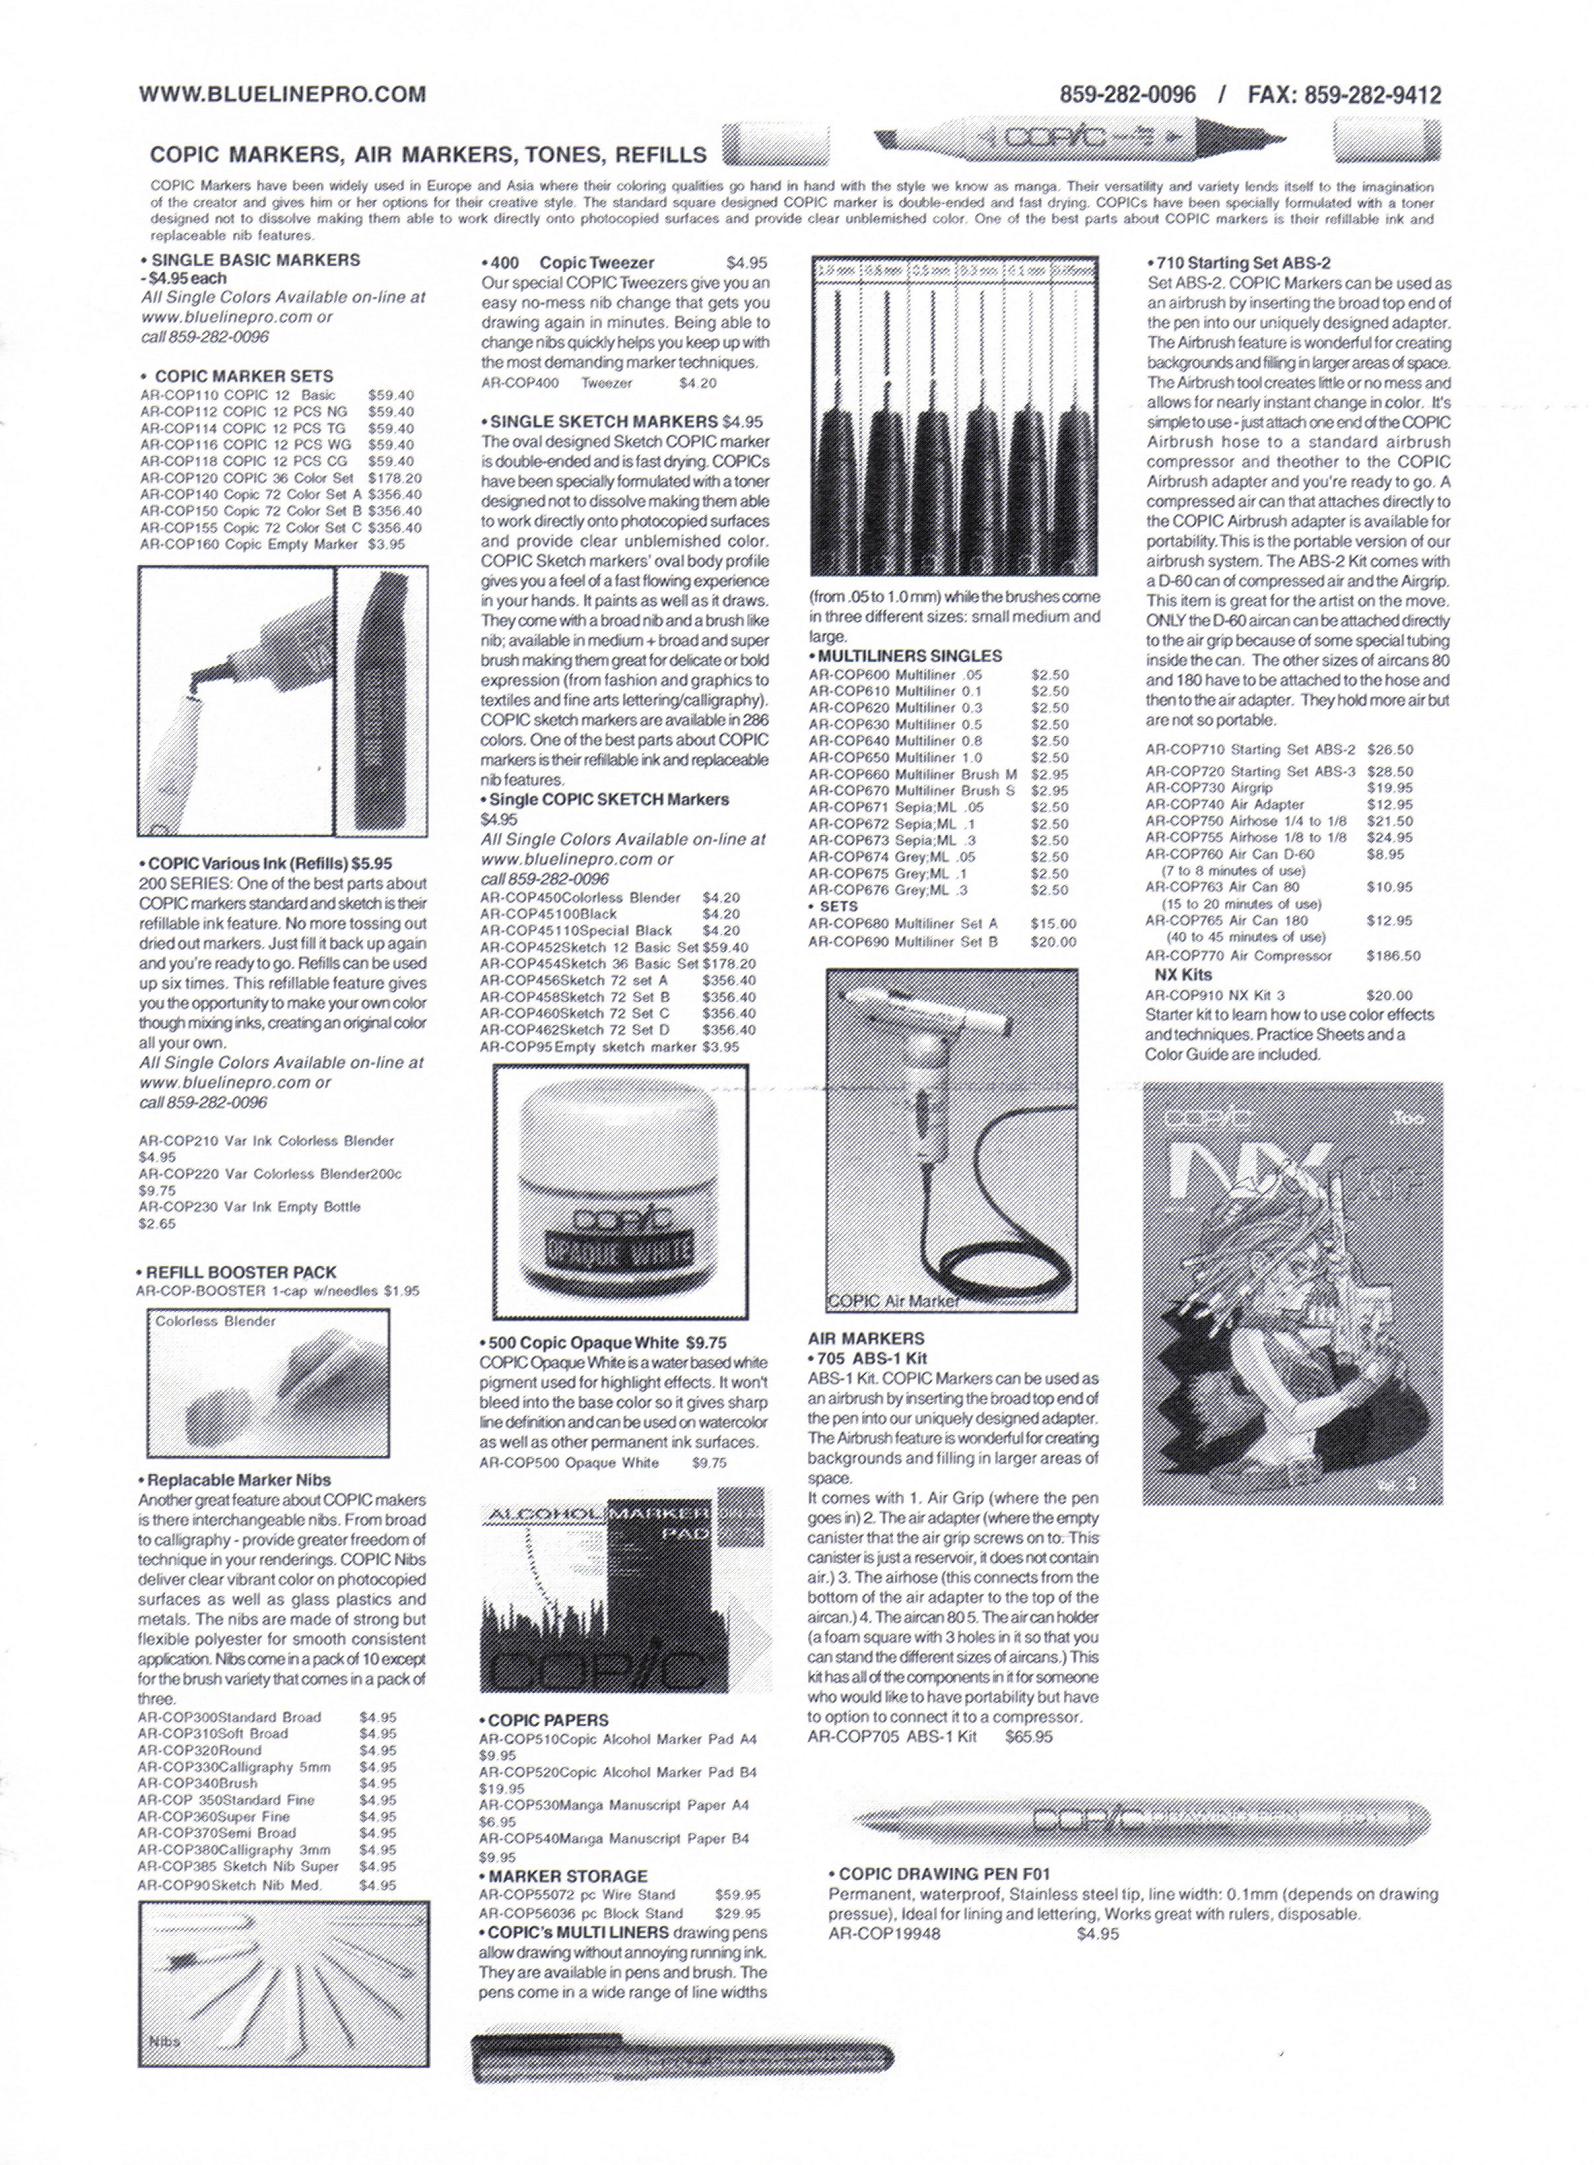 WWW.BLUELINEPRO.COM
859-282-0096 / FAX: 859-282-9412
COPIC MARKERS, AIR MARKERS, TONES, REFILLS
COPIC
COPIC Markers have been widely used in Europe and Asia where their coloring qualities go hand in hand with the style we know as manga. Their versatility and variety lends itself to the imagination
of the creator and gives him or her options for their creative style. The standard square designed COPIC marker is double-ended and fast drying. COPICs have been specially formulated with a toner
designed not to dissolve making them able to work directly onto photocopied surfaces and provide clear unblemished color. One of the best parts about COPIC markers is their refillable ink and
replaceable nib features.
• SINGLE BASIC MARKERS
- $4.95 each
All Single Colors Available on-line at
www.bluelinepro.com or
call 859-282-0096
• COPIC MARKER SETS
AR-COP110 COPIC 12 Basic $59.40
AR-COP112 COPIC 12 PCS NG $59.40
AR-COP114 COPIC 12 PCS TG $59.40
AR-COP116 COPIC 12 PCS WG $59.40
AR-COP118 COPIC 12 PCS CG $59.40
AR-COP120 COPIC 36 Color Set $178.20
AR-COP140 Copic 72 Color Set A $356.40
AR-COP150 Copic 72 Color Set B $356.40
AR-COP155 Copic 72 Color Set C $356.40
AR-COP160 Copic Empty Marker $3.95
• COPIC Various Ink (Refills) $5.95
200 SERIES: One of the best parts about
COPIC markers standard and sketch is their
refillable ink feature. No more tossing out
dried out markers. Just fill it back up again
and you're ready to go. Refills can be used
up six times. This refillable feature gives
you the opportunity to make your own color
though mixing inks, creating an original color
all your own.
All Single Colors Available on-line at
www.bluelinepro.com or
call 859-282-0096
AR-COP210 Var Ink Colorless Blender
$4.95
AR-COP220 Var Colorless Blender200c
$9.75
AR-COP230 Var Ink Empty Bottle
$2.65
• REFILL BOOSTER PACK
AR-COP-BOOSTER 1-cap w/needles $1.95
Colorless Blender
• Replacable Marker Nibs
Another great feature about COPIC makers
is there interchangeable nibs. From broad
to calligraphy - provide greater freedom of
technique in your renderings. COPIC Nibs
deliver clear vibrant color on photocopied
surfaces as well as glass plastics and
metals. The nibs are made of strong but
flexible polyester for smooth consistent
application. Nibs come in a pack of 10 except
for the brush variety that comes in a pack of
three.
AR-COP300Standard Broad $4.95
AR-COP310Soft Broad $4.95
AR-COP320Round $4.95
AR-COP330Calligraphy 5mm $4.95
AR-COP340Brush $4.95
AR-COP 350Standard Fine $4.95
AR-COP360Super Fine $4.95
AR-COP370Semi Broad $4.95
AR-COP380Calligraphy 3mm $4.95
AR-COP385 Sketch Nib Super $4.95
AR-COP90Sketch Nib Med. $4.95
Nibs
• 400 Copic Tweezer $4.95
Our special COPIC Tweezers give you an
easy no-mess nib change that gets you
drawing again in minutes. Being able to
change nibs quickly helps you keep up with
the most demanding marker techniques.
AR-COP400 Tweezer $4.20
• SINGLE SKETCH MARKERS $4.95
The oval designed Sketch COPIC marker
is double-ended and is fast drying. COPICs
have been specially formulated with a toner
designed not to dissolve making them able
to work directly onto photocopied surfaces
and provide clear unblemished color.
COPIC Sketch markers' oval body profile
gives you a feel of a fast flowing experience
in your hands. It paints as well as it draws.
They come with a broad nib and a brush like
nib; available in medium + broad and super
brush making them great for delicate or bold
expression (from fashion and graphics to
textiles and fine arts lettering/calligraphy).
COPIC sketch markers are available in 286
colors. One of the best parts about COPIC
markers is their refillable ink and replaceable
nib features.
• Single COPIC SKETCH Markers
$4.95
All Single Colors Available on-line at
www.bluelinepro.com or
call 859-282-0096
AR-COP450Colorless Blender $4.20
AR-COP45100Black $4.20
AR-COP45110Special Black $4.20
AR-COP452Sketch 12 Basic Set $59.40
AR-COP454Sketch 36 Basic Set $178.20
AR-COP456Sketch 72 set A $356.40
AR-COP458Sketch 72 Set B $356.40
AR-COP460Sketch 72 Set C $356.40
AR-COP462Sketch 72 Set D $356.40
AR-COP95 Empty sketch marker $3.95
COPIC
OPAQUE WHITE
• 500 Copic Opaque White $9.75
COPIC Opaque White is a water based white
pigment used for highlight effects. It won't
bleed into the base color so it gives sharp
line definition and can be used on watercolor
as well as other permanent ink surfaces.
AR-COP500 Opaque White $9.75
ALCOHOL MARKER
PAD
COPIC
• COPIC PAPERS
AR-COP510Copic Alcohol Marker Pad A4
$9.95
AR-COP520Copic Alcohol Marker Pad B4
$19.95
AR-COP530Manga Manuscript Paper A4
$6.95
AR-COP540Manga Manuscript Paper B4
$9.95
• MARKER STORAGE
AR-COP55072 pc Wire Stand $59.95
AR-COP56036 pc Block Stand $29.95
• COPIC's MULTI LINERS drawing pens
allow drawing without annoying running ink.
They are available in pens and brush. The
pens come in a wide range of line widths
(from .05 to 1.0 mm) while the brushes come
in three different sizes: small medium and
large.
• MULTILINERS SINGLES
AR-COP600 Multiliner .05 $2.50
AR-COP610 Multiliner 0.1 $2.50
AR-COP620 Multiliner 0.3 $2.50
AR-COP630 Multiliner 0.5 $2.50
AR-COP640 Multiliner 0.8 $2.50
AR-COP650 Multiliner 1.0 $2.50
AR-COP660 Multiliner Brush M $2.95
AR-COP670 Multiliner Brush S $2.95
AR-COP671 Sepia;ML .05 $2.50
AR-COP672 Sepia;ML .1 $2.50
AR-COP673 Sepia;ML .3 $2.50
AR-COP674 Grey;ML .05 $2.50
AR-COP675 Grey;ML .1 $2.50
AR-COP676 Grey;ML .3 $2.50
• SETS
AR-COP680 Multiliner Set A $15.00
AR-COP690 Multiliner Set B $20.00
COPIC Air Marker
AIR MARKERS
• 705 ABS-1 Kit
ABS-1 Kit. COPIC Markers can be used as
an airbrush by inserting the broad top end of
the pen into our uniquely designed adapter.
The Airbrush feature is wonderful for creating
backgrounds and filling in larger areas of
space.
It comes with 1. Air Grip (where the pen
goes in) 2. The air adapter (where the empty
canister that the air grip screws on to. This
canister is just a reservoir, it does not contain
air.) 3. The airhose (this connects from the
bottom of the air adapter to the top of the
aircan.) 4. The aircan 80 5. The air can holder
(a foam square with 3 holes in it so that you
can stand the different sizes of aircans.) This
kit has all of the components in it for someone
who would like to have portability but have
to option to connect it to a compressor.
AR-COP705 ABS-1 Kit $65.95
• 710 Starting Set ABS-2
Set ABS-2. COPIC Markers can be used as
an airbrush by inserting the broad top end of
the pen into our uniquely designed adapter.
The Airbrush feature is wonderful for creating
backgrounds and filling in larger areas of space.
The Airbrush tool creates little or no mess and
allows for nearly instant change in color. It's
simple to use - just attach one end of the COPIC
Airbrush hose to a standard airbrush
compressor and theother to the COPIC
Airbrush adapter and you're ready to go. A
compressed air can that attaches directly to
the COPIC Airbrush adapter is available for
portability. This is the portable version of our
airbrush system. The ABS-2 Kit comes with
a D-60 can of compressed air and the Airgrip.
This item is great for the artist on the move.
ONLY the D-60 aircan can be attached directly
to the air grip because of some special tubing
inside the can. The other sizes of aircans 80
and 180 have to be attached to the hose and
then to the air adapter. They hold more air but
are not so portable.
AR-COP710 Starting Set ABS-2 $26.50
AR-COP720 Starting Set ABS-3 $28.50
AR-COP730 Airgrip $19.95
AR-COP740 Air Adapter $12.95
AR-COP750 Airhose 1/4 to 1/8 $21.50
AR-COP755 Airhose 1/8 to 1/8 $24.95
AR-COP760 Air Can D-60 $8.95
(7 to 8 minutes of use)
AR-COP763 Air Can 80 $10.95
(15 to 20 minutes of use)
AR-COP765 Air Can 180 $12.95
(40 to 45 minutes of use)
AR-COP770 Air Compressor $186.50
NX Kits
AR-COP910 NX Kit 3 $20.00
Starter kit to learn how to use color effects
and techniques. Practice Sheets and a
Color Guide are included.
COPIC .Too
NX KIT
Vol. 3
COPIC DRAWING PEN F01
• COPIC DRAWING PEN F01
Permanent, waterproof, Stainless steel tip, line width: 0.1mm (depends on drawing
pressue), Ideal for lining and lettering, Works great with rulers, disposable.
AR-COP19948 $4.95